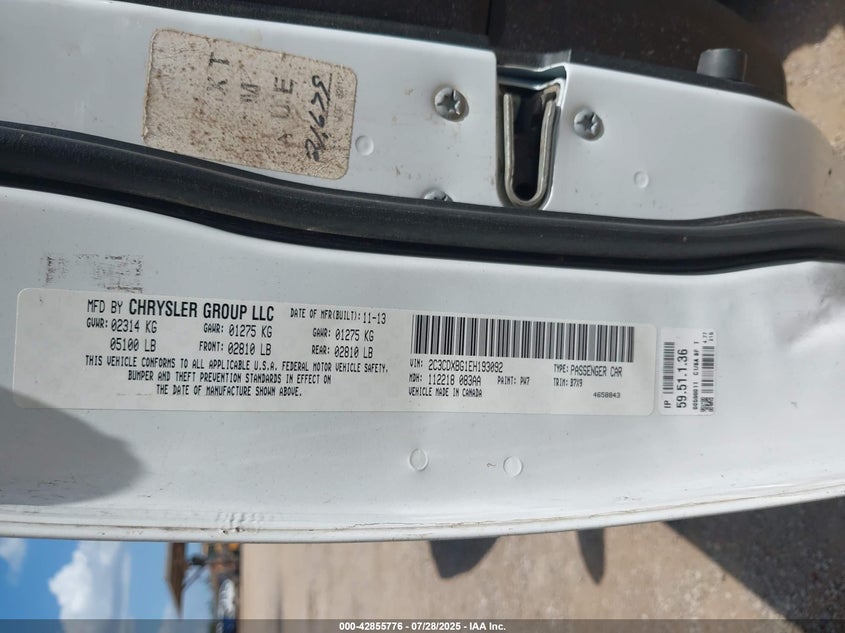 MFD BY CHRYSLER GROUP LLC
DATE OF MFR(BUILT): 11-13
GVWR: 02314 KG GAWR: 01275 KG GAWR: 01275 KG
05100 LB FRONT: 02810 LB REAR: 02810 LB
THIS VEHICLE CONFORMS TO ALL APPLICABLE U.S. FEDERAL MOTOR VEHICLE SAFETY,
BUMPER AND THEFT PREVENTION STANDARDS IN EFFECT ON
THE DATE OF MANUFACTURE SHOWN ABOVE.
VIN: 2C3CDXBG1EH193092 TYPE: PASSENGER CAR
MDH: 112218 083AA PAINT: PW7 TRIM: B7X9
VEHICLE MADE IN CANADA
4658843
IP
59.51.1.36
000-42855776 / 07/28/2025 - IAA Inc.